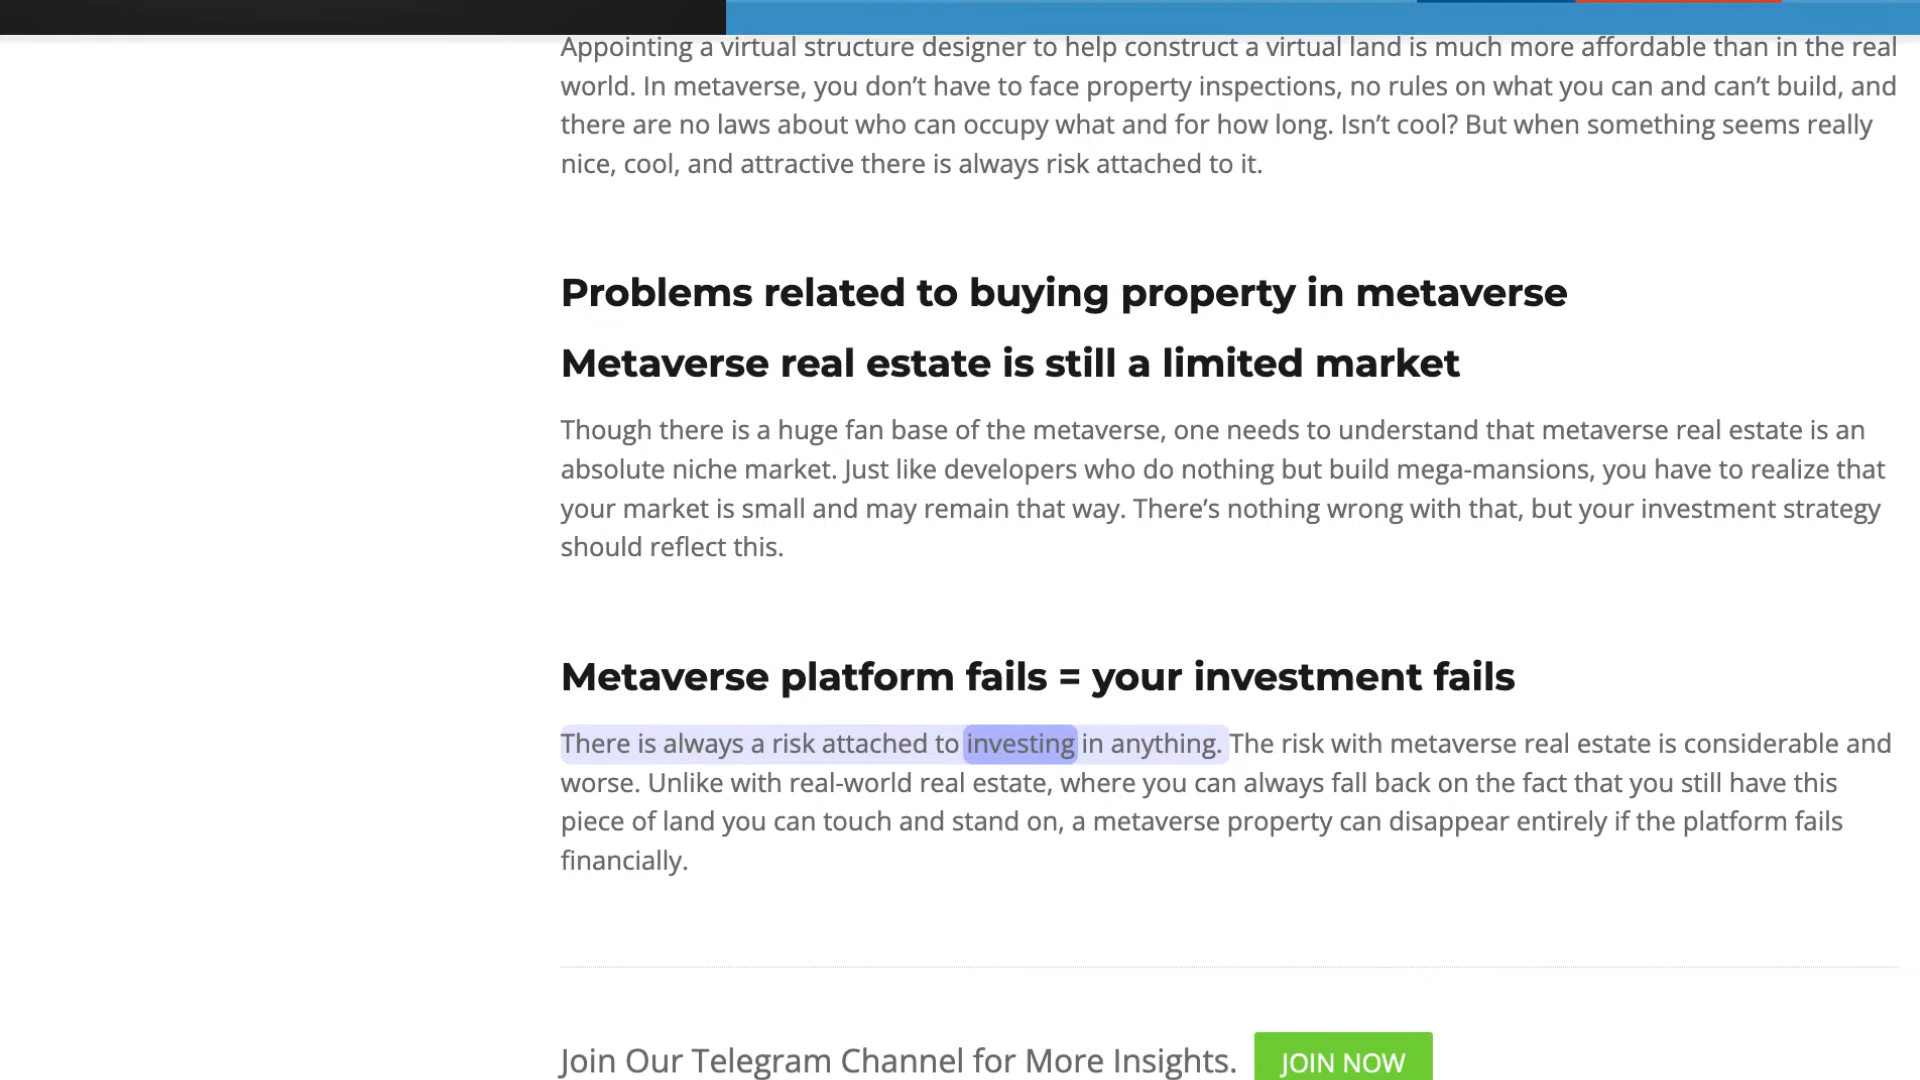 Appointing a virtual structure designer to help construct a virtual land is much more affordable than in the real
world. In metaverse, you don’t have to face property inspections, no rules on what you can and can’t build, and
there are no laws about who can occupy what and for how long. Isn’t cool? But when something seems really
nice, cool, and attractive there is always risk attached to it.
Problems related to buying property in metaverse
Metaverse real estate is still a limited market
Though there is a huge fan base of the metaverse, one needs to understand that metaverse real estate is an
absolute niche market. Just like developers who do nothing but build mega-mansions, you have to realize that
your market is small and may remain that way. There’s nothing wrong with that, but your investment strategy
should reflect this.
Metaverse platform fails = your investment fails
There is always a risk attached to investing in anything. The risk with metaverse real estate is considerable and
worse. Unlike with real-world real estate, where you can always fall back on the fact that you still have this
piece of land you can touch and stand on, a metaverse property can disappear entirely if the platform fails
financially.
Join Our Telegram Channel for More Insights. JOIN NOW